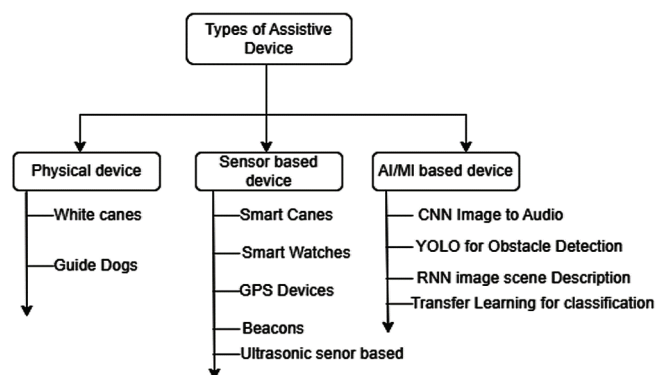 Types of Assistive
Device
Physical device
White canes
Guide Dogs
Sensor based
device
Smart Canes
Smart Watches
GPS Devices
Beacons
Ultrasonic senor based
AI/Ml based device
CNN Image to Audio
YOLO for Obstacle Detection
RNN image scene Description
Transfer Learning for classification